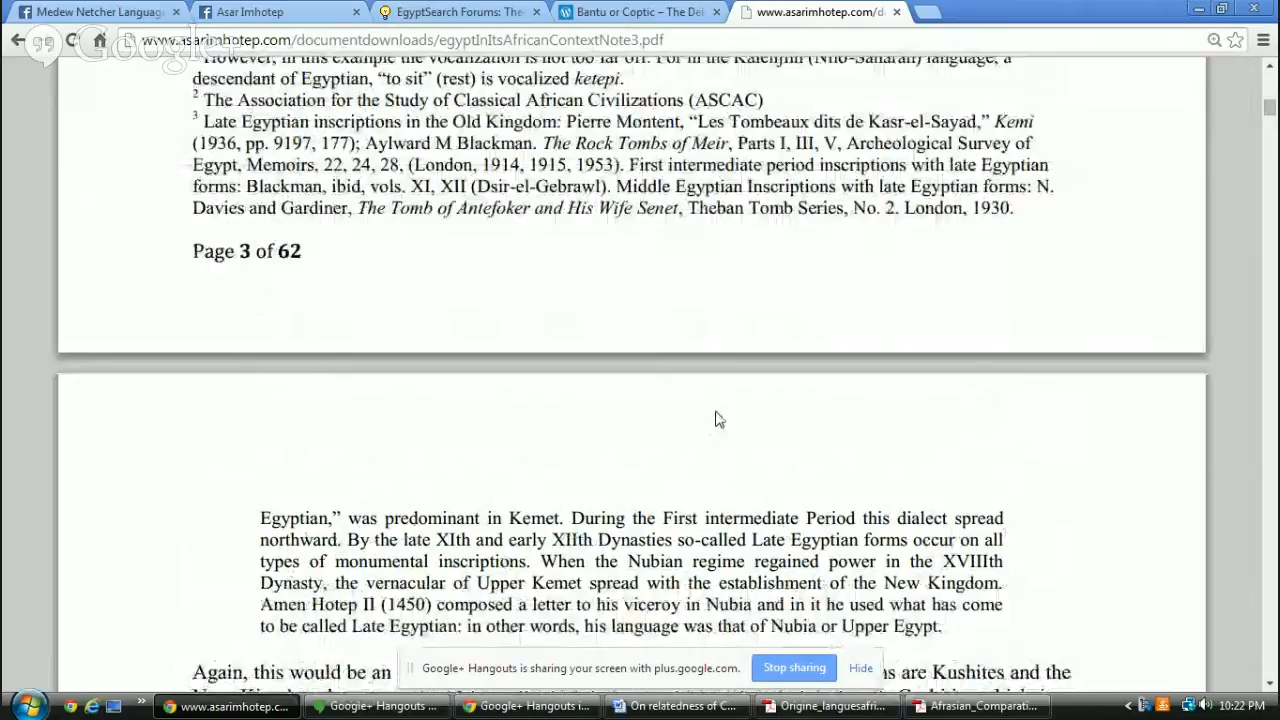 Medew Netcher Languag
Asar Imhotep
EgyptSearch Forums: The
Bantu or Coptic – The Del
www.asarimhotep.com/d
www.asarimhotep.com/documentdownloads/egyptInItsAfricanContextNote3.pdf
Google+
However, in this example the vocalization is not too far off. For in the Kalenjiin (Nilo-Saharan) language, a
descendant of Egyptian, “to sit” (rest) is vocalized ketepi.
2 The Association for the Study of Classical African Civilizations (ASCAC)
3 Late Egyptian inscriptions in the Old Kingdom: Pierre Montent, “Les Tombeaux dits de Kasr-el-Sayad,” Kemi
(1936, pp. 9197, 177); Aylward M Blackman. The Rock Tombs of Meir, Parts I, III, V, Archeological Survey of
Egypt, Memoirs, 22, 24, 28, (London, 1914, 1915, 1953). First intermediate period inscriptions with late Egyptian
forms: Blackman, ibid, vols. XI, XII (Dsir-el-Gebrawl). Middle Egyptian Inscriptions with late Egyptian forms: N.
Davies and Gardiner, The Tomb of Antefoker and His Wife Senet, Theban Tomb Series, No. 2. London, 1930.
Page 3 of 62
Egyptian,” was predominant in Kemet. During the First intermediate Period this dialect spread
northward. By the late XIth and early XIIth Dynasties so-called Late Egyptian forms occur on all
types of monumental inscriptions. When the Nubian regime regained power in the XVIIIth
Dynasty, the vernacular of Upper Kemet spread with the establishment of the New Kingdom.
Amen Hotep II (1450) composed a letter to his viceroy in Nubia and in it he used what has come
to be called Late Egyptian: in other words, his language was that of Nubia or Upper Egypt.
Again, this would be an
as are Kushites and the
Google+ Hangouts is sharing your screen with plus.google.com.
Stop sharing
Hide
www.asarimhotep.c...
Google+ Hangouts ...
Google+ Hangouts i...
On relatedness of C...
Origine_languesafri...
Afrasian_Comparati...
10:22 PM